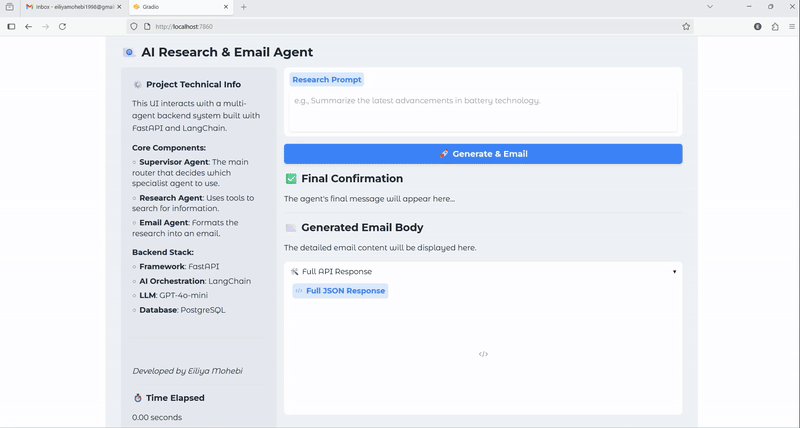 Inbox - eiliyamohebi1998@gmai
Gradio
http://localhost:7860
AI Research & Email Agent
Project Technical Info
This UI interacts with a multi-
agent backend system built with
FastAPI and LangChain.
Core Components:
Supervisor Agent: The main
router that decides which
specialist agent to use.
Research Agent: Uses tools to
search for information.
Email Agent: Formats the
research into an email.
Backend Stack:
Framework: FastAPI
AI Orchestration: LangChain
LLM: GPT-4o-mini
Database: PostgreSQL
Developed by Eiliya Mohebi
Time Elapsed
0.00 seconds
Research Prompt
e.g., Summarize the latest advancements in battery technology.
Generate & Email
Final Confirmation
The agent's final message will appear here...
Generated Email Body
The detailed email content will be displayed here.
Full API Response
Full JSON Response